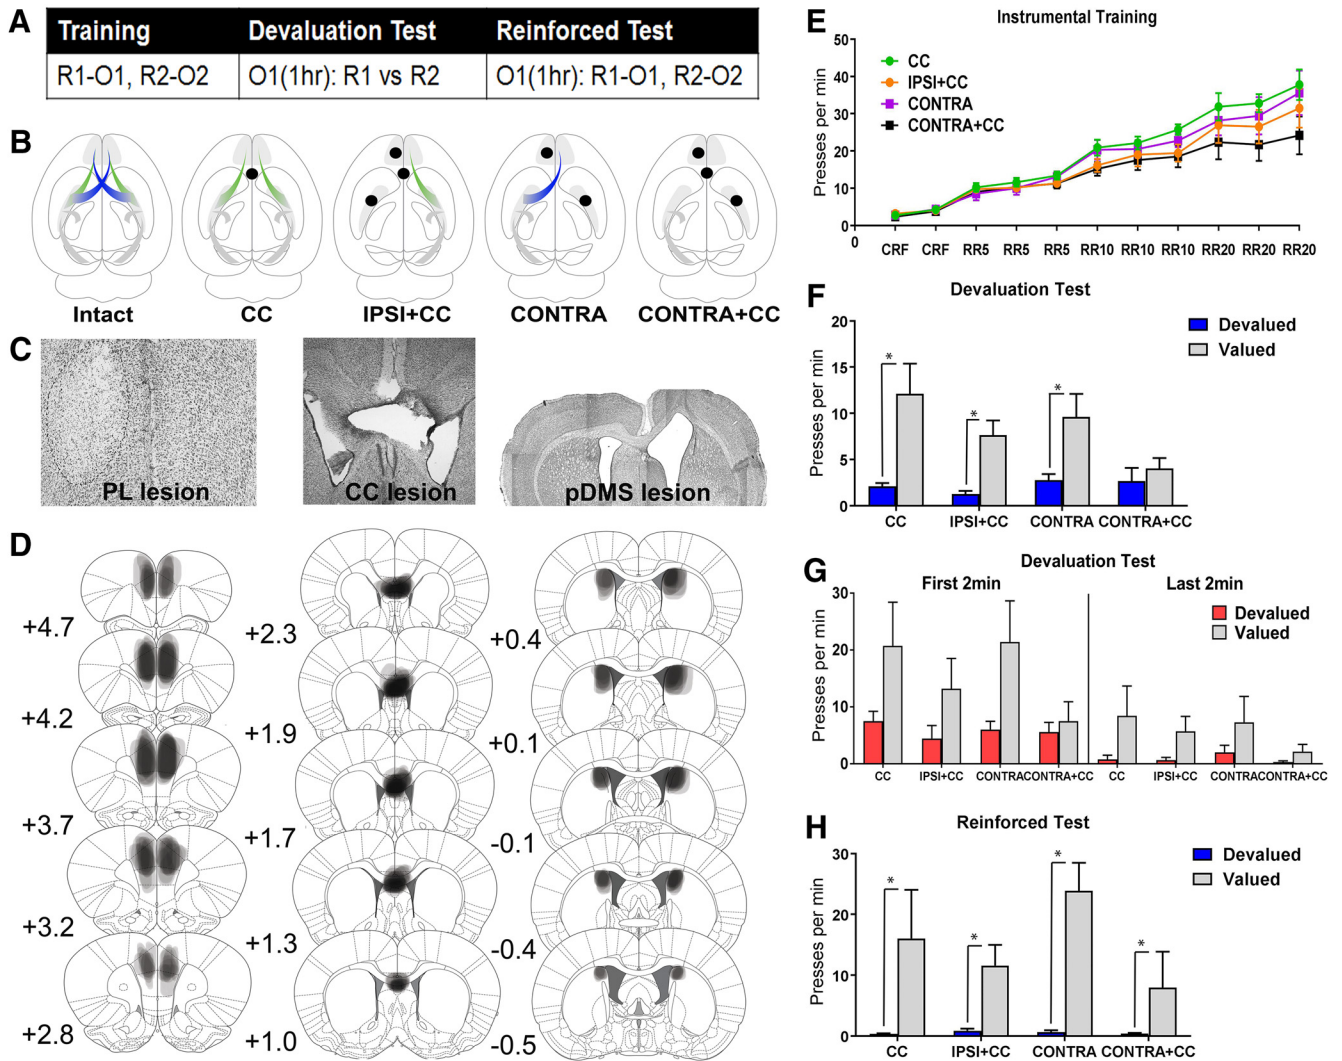 A
Training Devaluation Test Reinforced Test
R1-O1, R2-O2 O1(1hr): R1 vs R2 O1(1hr): R1-O1, R2-O2
B
Intact CC IPSI+CC CONTRA CONTRA+CC
C
PL lesion CC lesion pDMS lesion
D
+4.7 +2.3 +0.4
+4.2 +1.9 +0.1
+3.7 +1.7 -0.1
+3.2 +1.3 -0.4
+2.8 +1.0 -0.5
E
Instrumental Training
Presses per min
50
40
30
20
10
0
0
CC
IPSI+CC
CONTRA
CONTRA+CC
CRF CRF RR5 RR5 RR5 RR10 RR10 RR10 RR20 RR20 RR20
F
Devaluation Test
Presses per min
20
15
10
5
0
Devalued
Valued
* * *
CC IPSI+CC CONTRA CONTRA+CC
G
Devaluation Test
First 2min Last 2min
Presses per min
30
20
10
0
Devalued
Valued
CC IPSI+CC CONTRA CONTRA+CC CC IPSI+CC CONTRA CONTRA+CC
H
Reinforced Test
Presses per min
30
20
10
0
Devalued
Valued
* * * *
CC IPSI+CC CONTRA CONTRA+CC